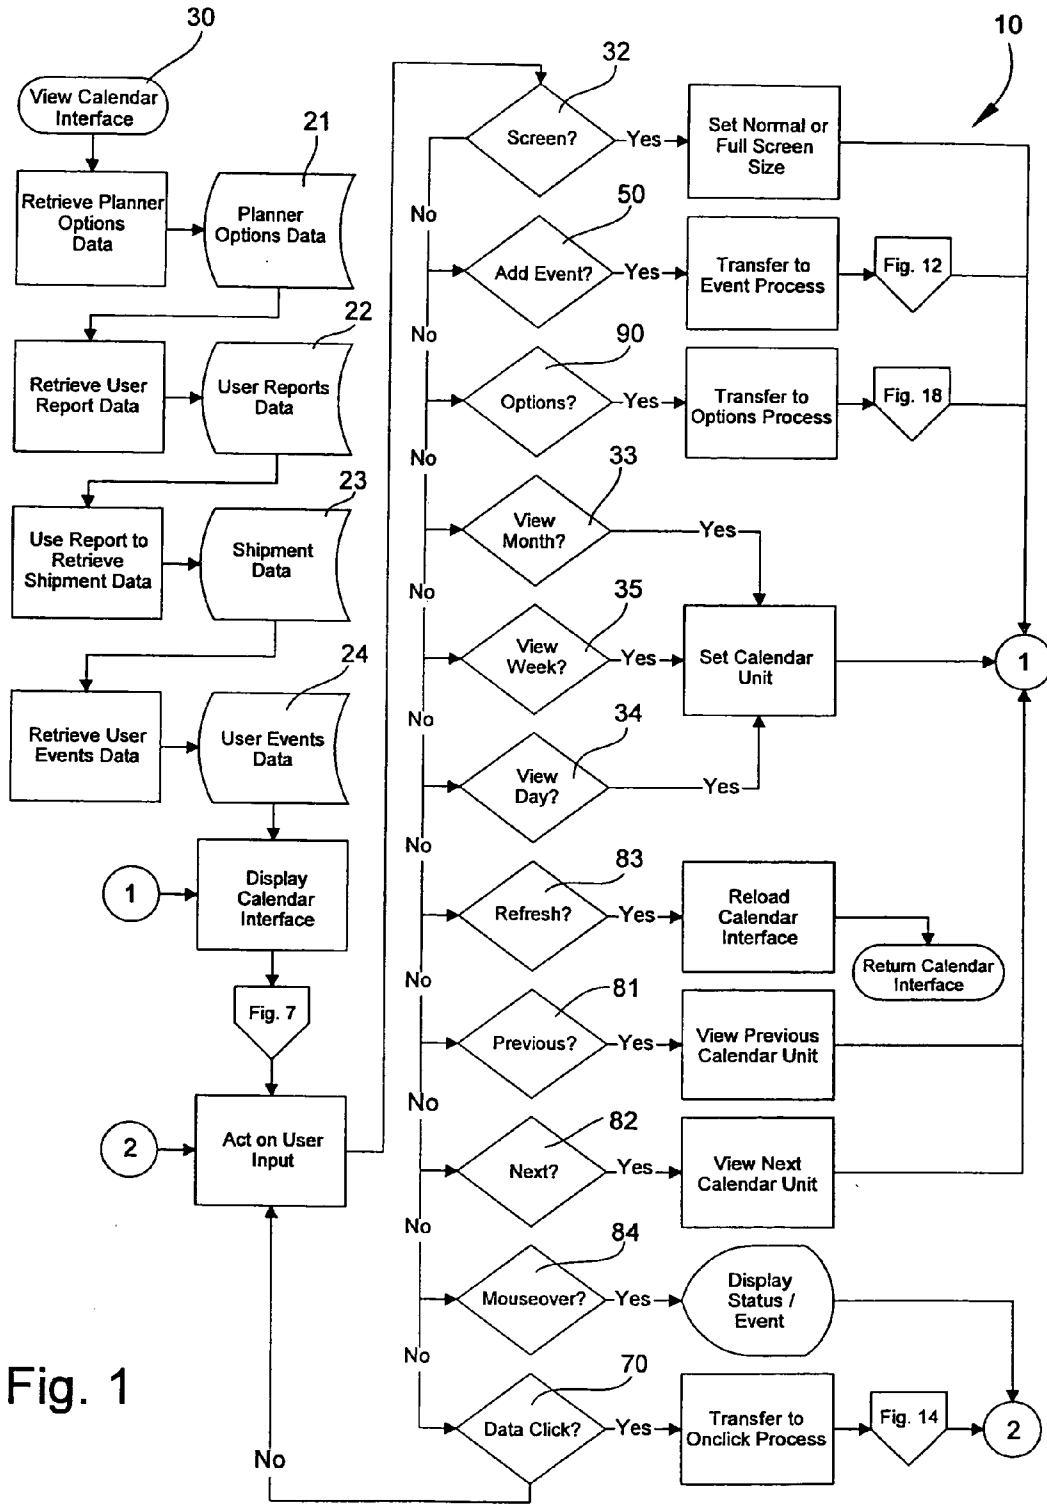 30
View Calendar
Interface
21
Retrieve Planner
Options
Data
Planner
Options Data
22
Retrieve User
Report Data
User Reports
Data
23
Use Report to
Retrieve
Shipment Data
Shipment
Data
24
Retrieve User
Events Data
User Events
Data
1
Display
Calendar
Interface
Fig. 7
2
Act on User
Input
Fig. 1
No
10
32
Screen?
Yes
Set Normal or
Full Screen
Size
No
50
Add Event?
Yes
Transfer to
Event Process
Fig. 12
No
90
Options?
Yes
Transfer to
Options Process
Fig. 18
No
33
View
Month?
Yes
No
35
View
Week?
Yes
Set Calendar
Unit
1
No
34
View
Day?
Yes
No
83
Refresh?
Yes
Reload
Calendar
Interface
Return Calendar
Interface
No
81
Previous?
Yes
View Previous
Calendar Unit
No
82
Next?
Yes
View Next
Calendar Unit
No
84
Mouseover?
Yes
Display
Status /
Event
No
70
Data Click?
Yes
Transfer to
Onclick Process
Fig. 14
2